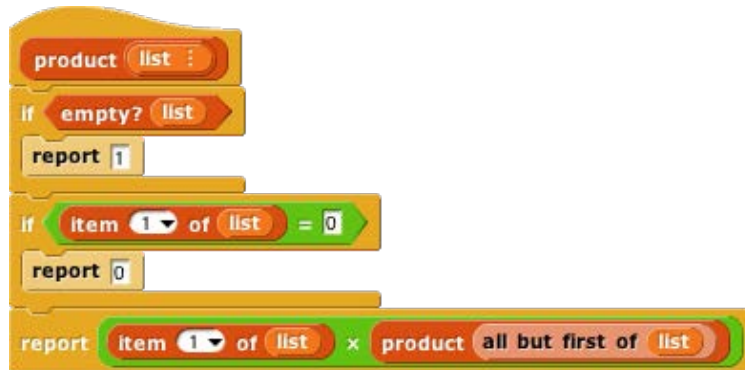 product list ⋮
if empty? list
report 1
if item 1 of list = 0
report 0
report item 1 of list × product all but first of list